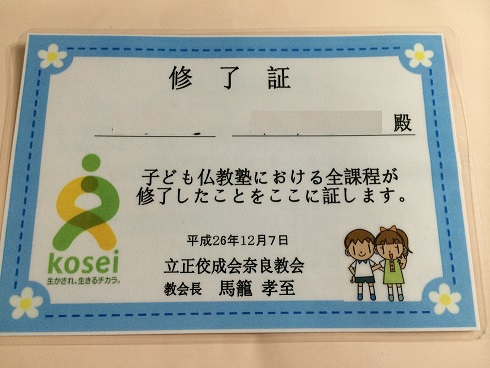 修了証
殿
子ども仏教塾における全課程が
修了したことをここに証します。
平成26年12月7日
立正佼成会奈良教会
教会長 馬籠 孝至
kosei
生かされ、生きるチカラ。